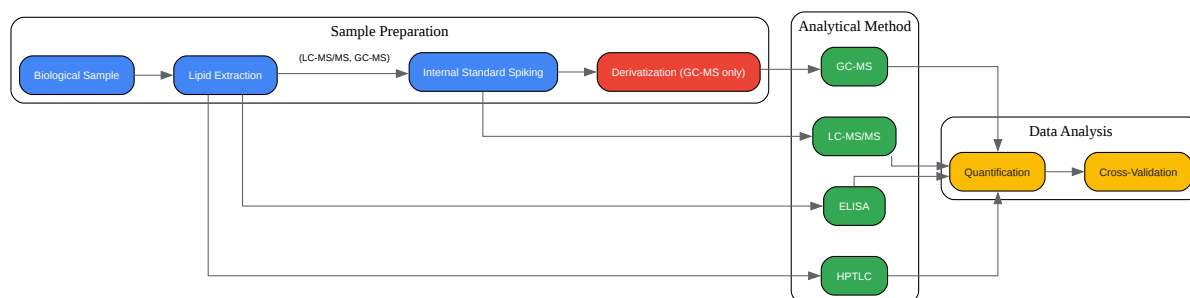 Sample Preparation
Biological Sample
Lipid Extraction
(LC-MS/MS, GC-MS)
Internal Standard Spiking
Derivatization (GC-MS only)
Analytical Method
GC-MS
LC-MS/MS
ELISA
HPTLC
Data Analysis
Quantification
Cross-Validation